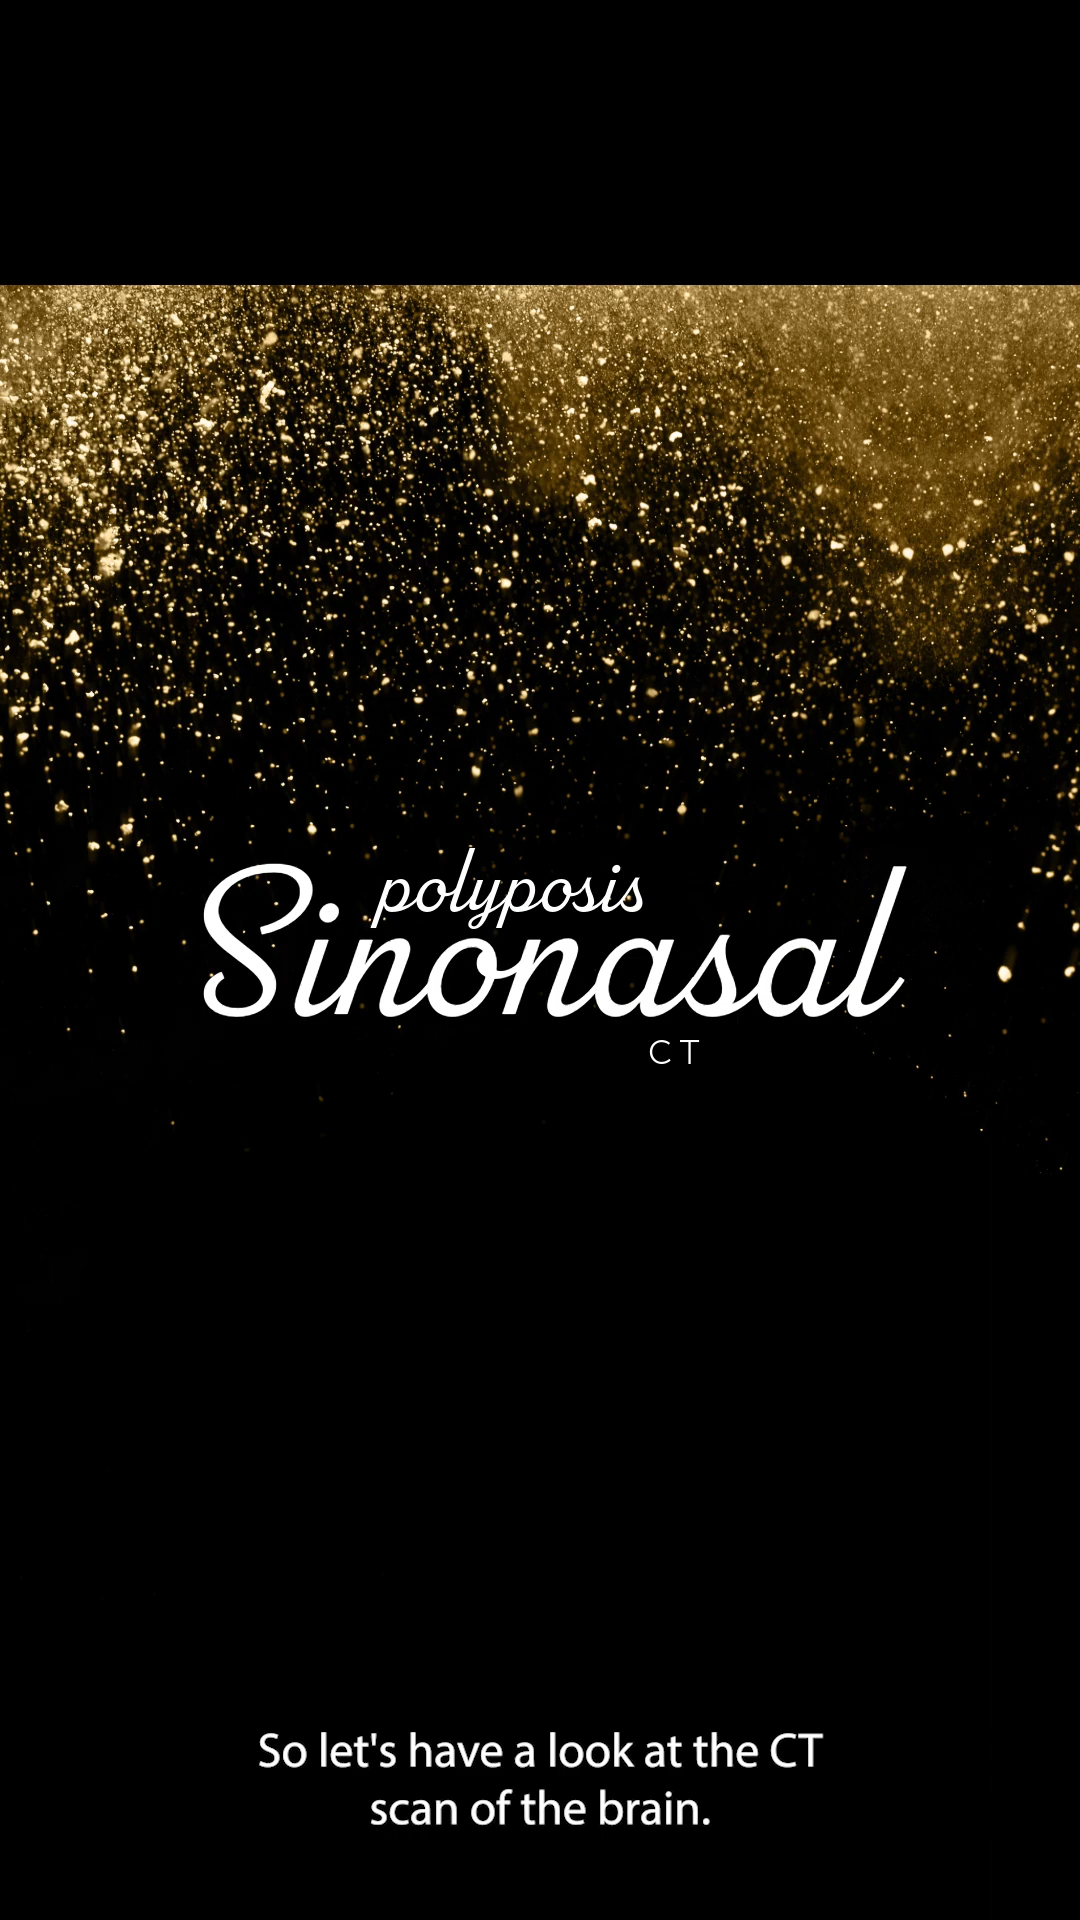 polyposis
Sinonasal
CT
So let's have a look at the CT
scan of the brain.